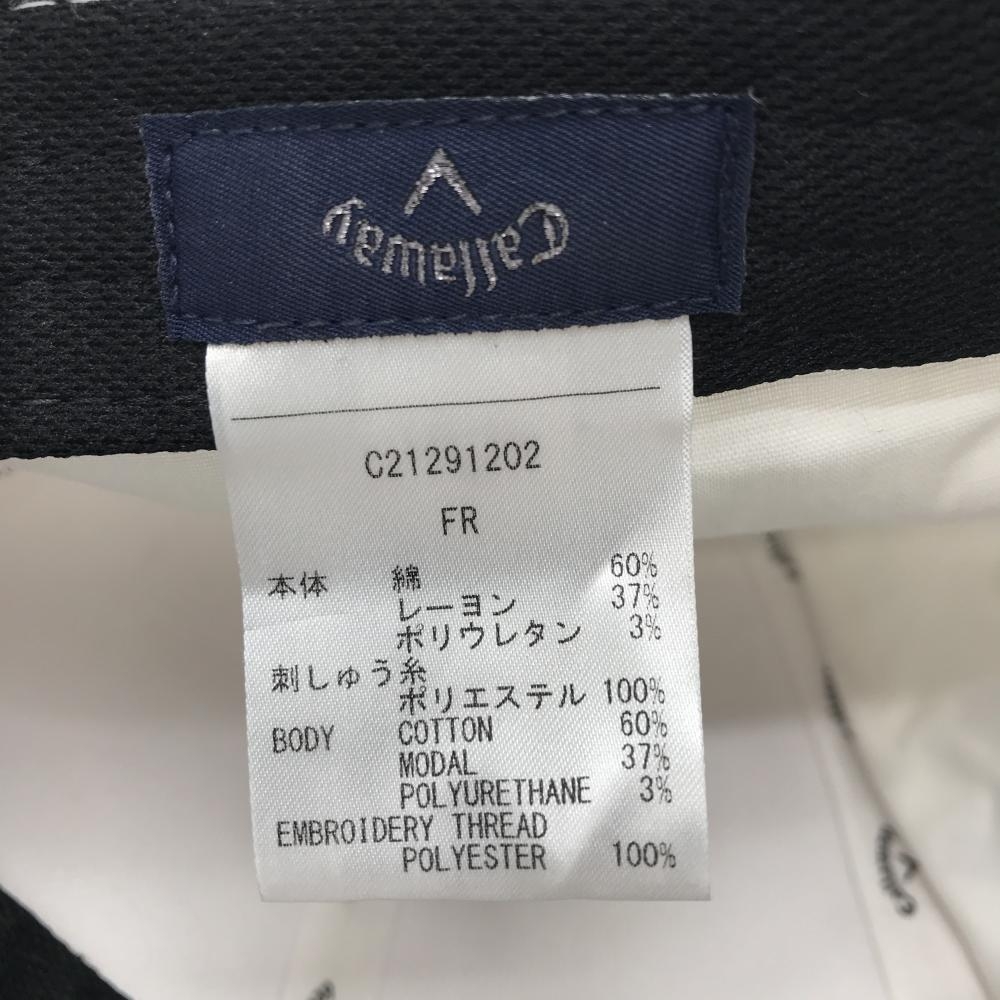 Callaway
C21291202
FR
本体 綿 60%
レーヨン 37%
ポリウレタン 3%
刺しゅう糸
ポリエステル 100%
BODY COTTON 60%
MODAL 37%
POLYURETHANE 3%
EMBROIDERY THREAD
POLYESTER 100%
Callaway